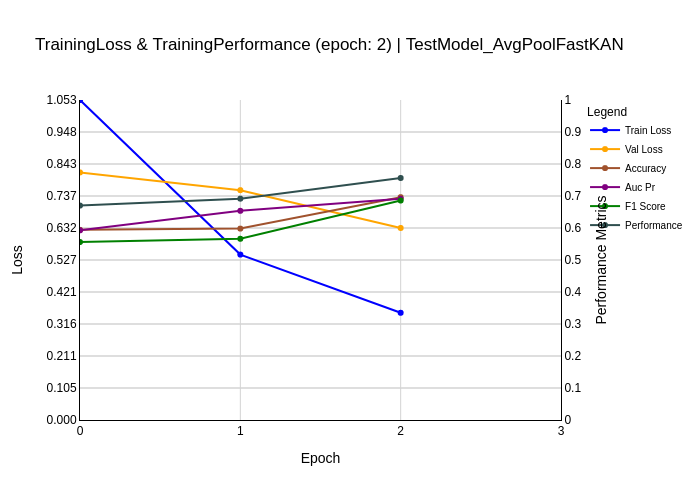 TrainingLoss & TrainingPerformance (epoch: 2) | TestModel_AvgPoolFastKAN
1.053
0.948
0.843
0.737
0.632
0.527
0.421
0.316
0.211
0.105
0.000
Loss
0
1
2
3
Epoch
1
0.9
0.8
0.7
0.6
0.5
0.4
0.3
0.2
0.1
0
Performance Metrics
Legend
Train Loss
Val Loss
Accuracy
Auc Pr
F1 Score
Performance